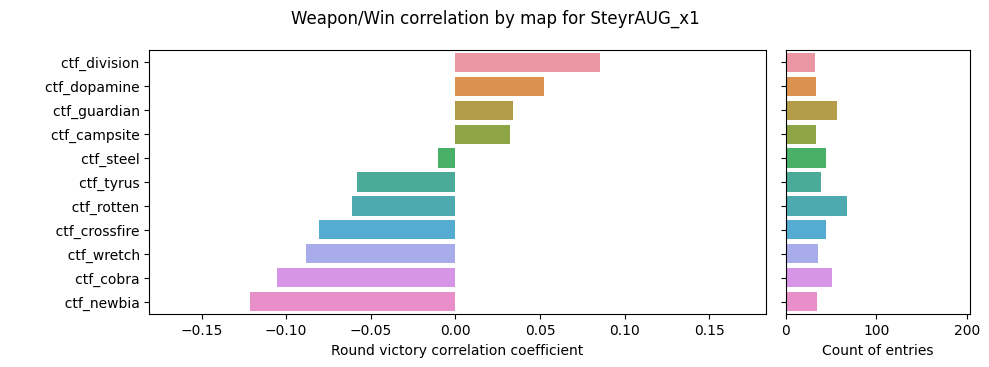 Weapon/Win correlation by map for SteyrAUG_x1
ctf_division
ctf_dopamine
ctf_guardian
ctf_campsite
ctf_steel
ctf_tyrus
ctf_rotten
ctf_crossfire
ctf_wretch
ctf_cobra
ctf_newbia
−0.15 −0.10 −0.05 0.00 0.05 0.10 0.15
Round victory correlation coefficient
0 100 200
Count of entries